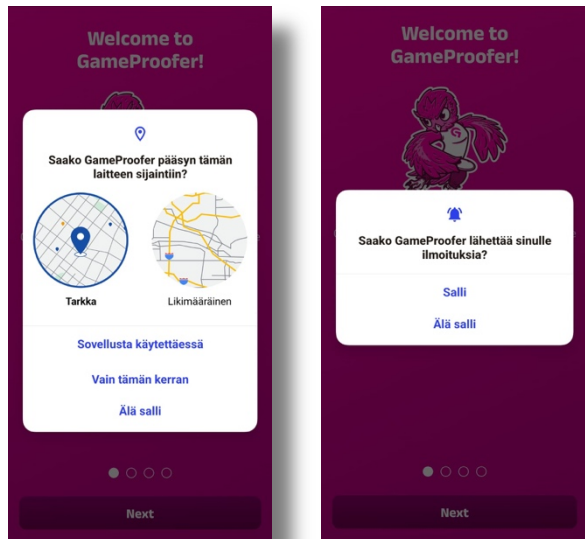 Welcome to
GameProofer!
Saako GameProofer pääsyn tämän
laitteen sijaintiin?
Tarkka
Likimääräinen
Sovellusta käytettäessä
Vain tämän kerran
Älä salli
Next
Welcome to
GameProofer!
Saako GameProofer lähettää sinulle
ilmoituksia?
Salli
Älä salli
Next